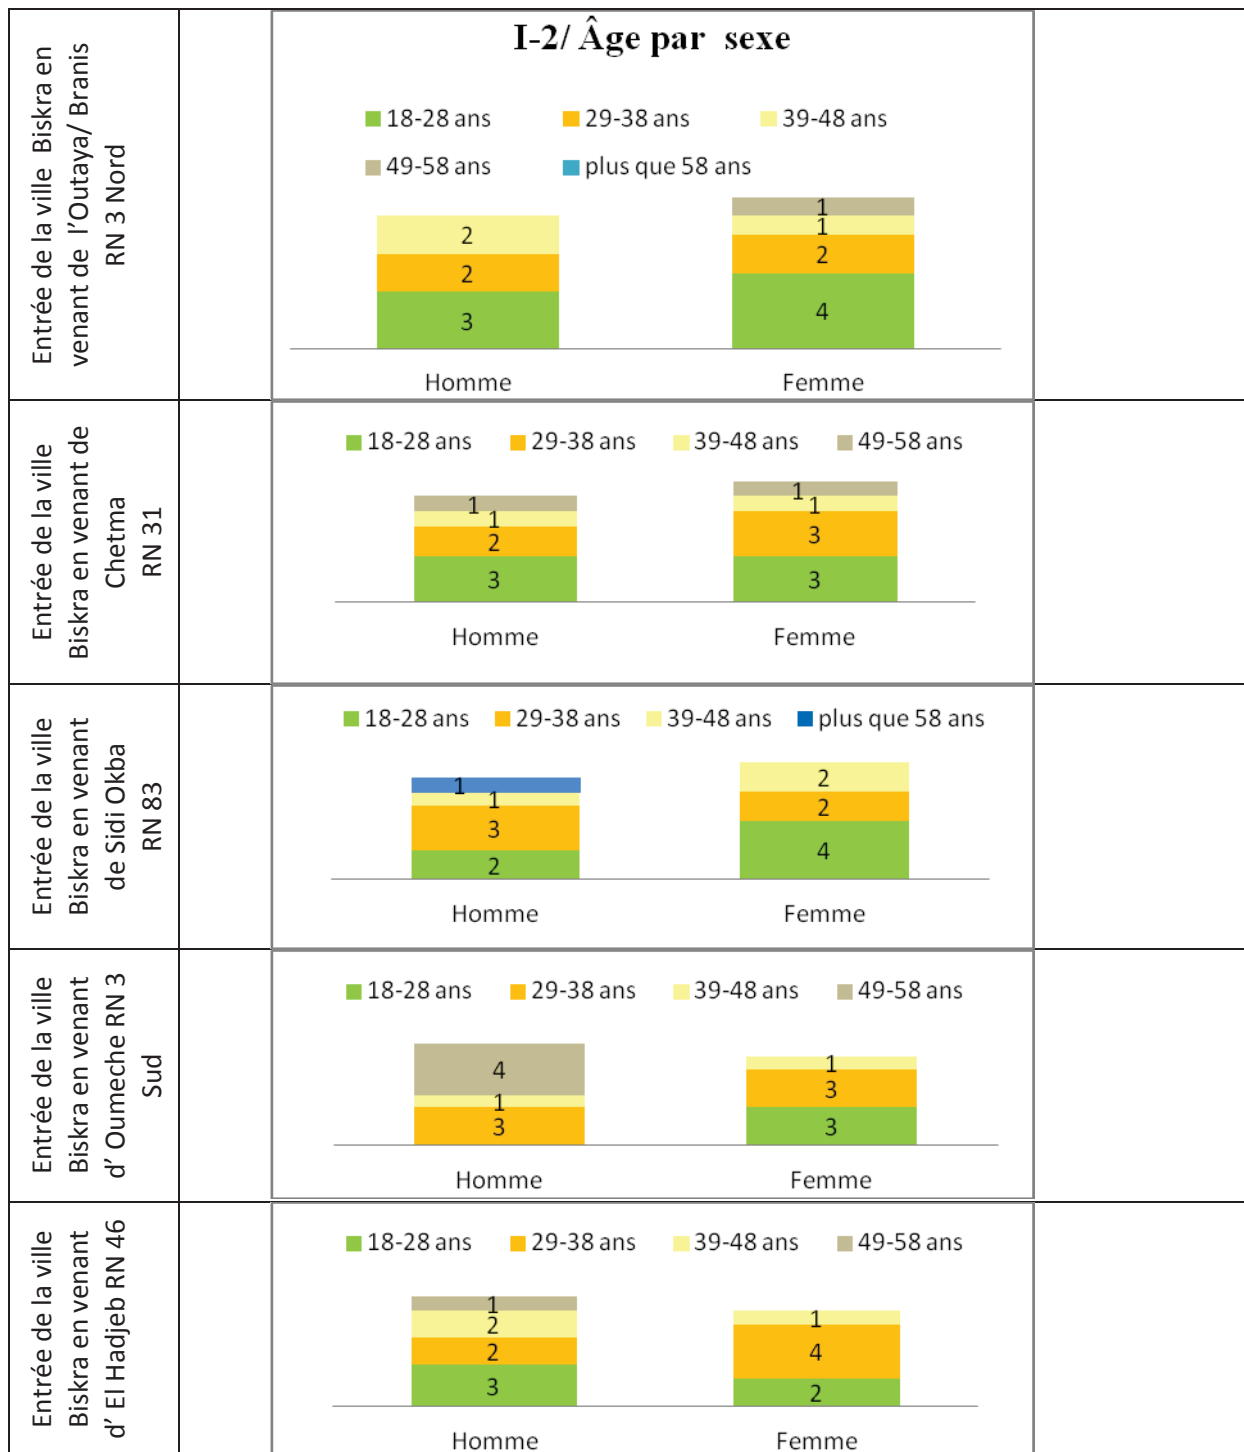 I-2/ Âge par sexe
Entrée de la ville Biskra en
venant de l'Outaya/ Branis
RN 3 Nord
18-28 ans 29-38 ans 39-48 ans
49-58 ans plus que 58 ans
2
2
3
1
1
2
4
Homme Femme
Entrée de la ville
Biskra en venant de
Chetma
RN 31
18-28 ans 29-38 ans 39-48 ans 49-58 ans
1
1
2
3
1
1
3
3
Homme Femme
Entrée de la ville
Biskra en venant
de Sidi Okba
RN 83
18-28 ans 29-38 ans 39-48 ans plus que 58 ans
1
1
3
2
2
2
4
Homme Femme
Entrée de la ville
Biskra en venant
d' Oumeche RN 3
Sud
18-28 ans 29-38 ans 39-48 ans 49-58 ans
4
1
3
1
3
3
Homme Femme
Entrée de la ville
Biskra en venant
d' El Hadjeb RN 46
18-28 ans 29-38 ans 39-48 ans 49-58 ans
1
2
2
3
1
4
2
Homme Femme